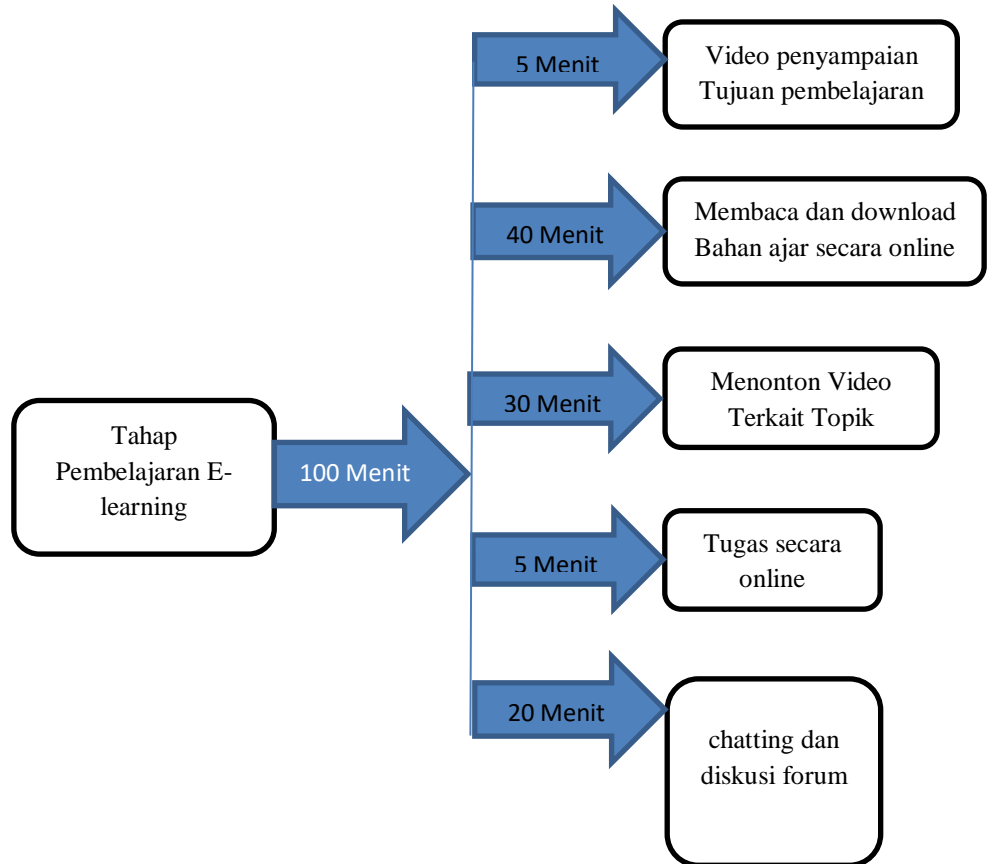 5 Menit
Video penyampaian
Tujuan pembelajaran
40 Menit
Membaca dan download
Bahan ajar secara online
30 Menit
Menonton Video
Terkait Topik
Tahap
Pembelajaran E-
learning
100 Menit
5 Menit
Tugas secara
online
20 Menit
chatting dan
diskusi forum